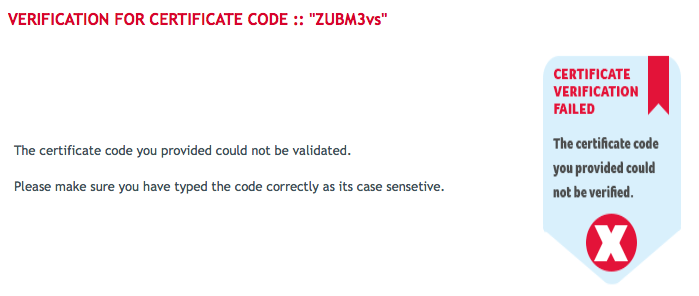 VERIFICATION FOR CERTIFICATE CODE :: "ZUBM3vs"
CERTIFICATE
VERIFICATION
FAILED
The certificate code
you provided could
not be verified.
X
The certificate code you provided could not be validated.
Please make sure you have typed the code correctly as its case sensetive.